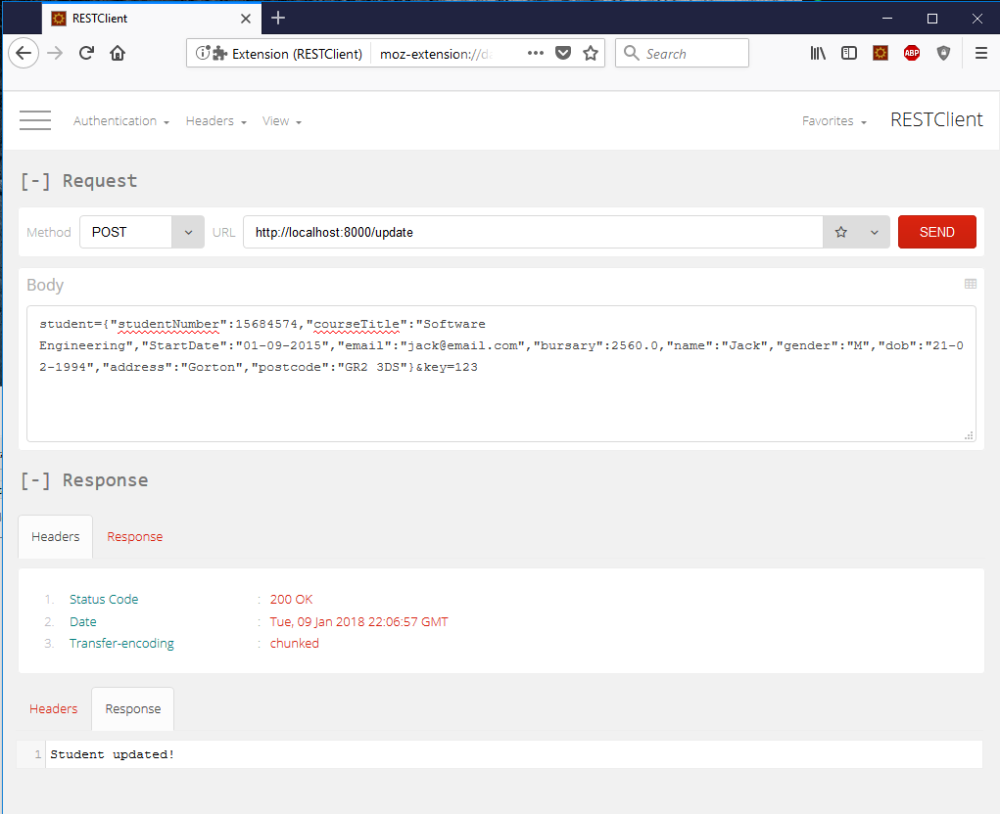 RESTClient
Extension (RESTClient) moz-extension://d
Search
ABP
Authentication Headers View Favorites RESTClient
[-] Request
Method POST URL http://localhost:8000/update SEND
Body
student={"studentNumber":15684574,"courseTitle":"Software
Engineering","StartDate":"01-09-2015","email":"jack@email.com","bursary":2560.0,"name":"Jack","gender":"M","dob":"21-0
2-1994","address":"Gorton","postcode":"GR2 3DS"}&key=123
[-] Response
Headers Response
1. Status Code : 200 OK
2. Date : Tue, 09 Jan 2018 22:06:57 GMT
3. Transfer-encoding : chunked
Headers Response
1 Student updated!